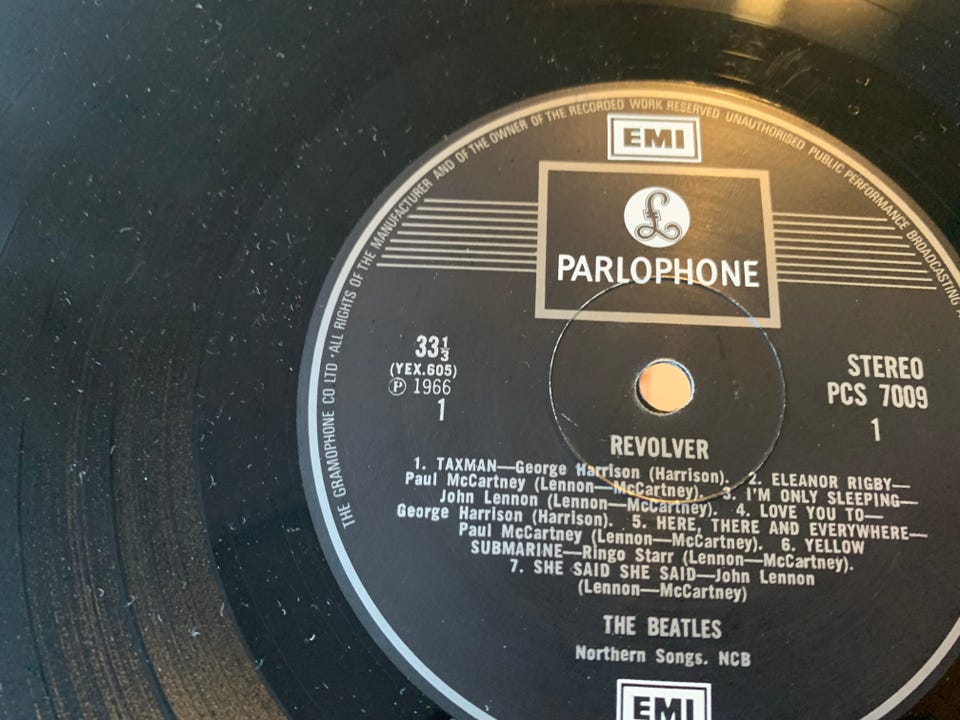 THE GRAMOPHONE CO LTD · ALL RIGHTS OF THE MANUFACTURER AND OF THE OWNER OF THE RECORDED WORK RESERVED · UNAUTHORISED PUBLIC PERFORMANCE BROADCASTING
EMI
£
PARLOPHONE
33⅓
(YEX.605)
Ⓟ 1966
1
STEREO
PCS 7009
1
REVOLVER
1. TAXMAN—George Harrison (Harrison). 2. ELEANOR RIGBY—
Paul McCartney (Lennon—McCartney). 3. I'M ONLY SLEEPING—
John Lennon (Lennon—McCartney). 4. LOVE YOU TO—
George Harrison (Harrison). 5. HERE, THERE AND EVERYWHERE—
Paul McCartney (Lennon—McCartney). 6. YELLOW
SUBMARINE—Ringo Starr (Lennon—McCartney).
7. SHE SAID SHE SAID—John Lennon
(Lennon—McCartney)
THE BEATLES
Northern Songs. NCB
EMI